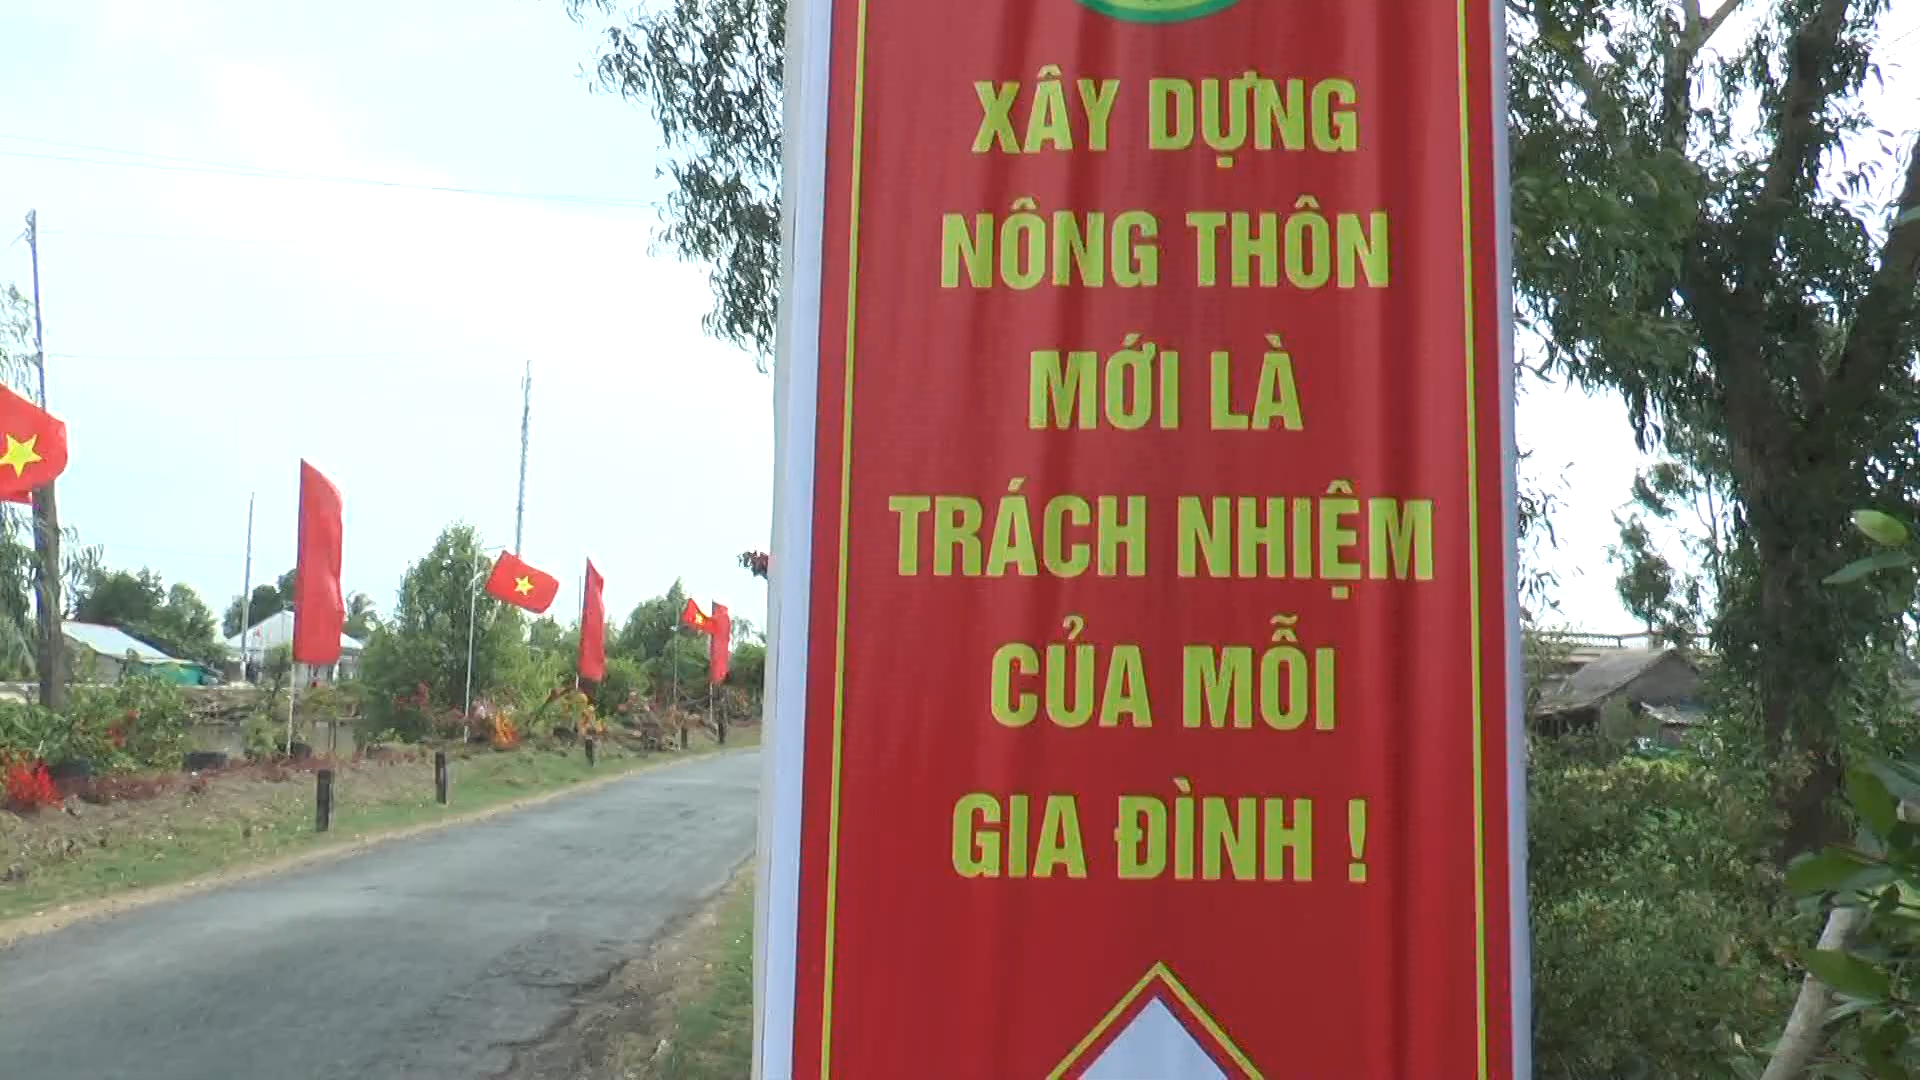 XÂY DỰNG
NÔNG THÔN
MỚI LÀ
TRÁCH NHIỆM
CỦA MỖI
GIA ĐÌNH !